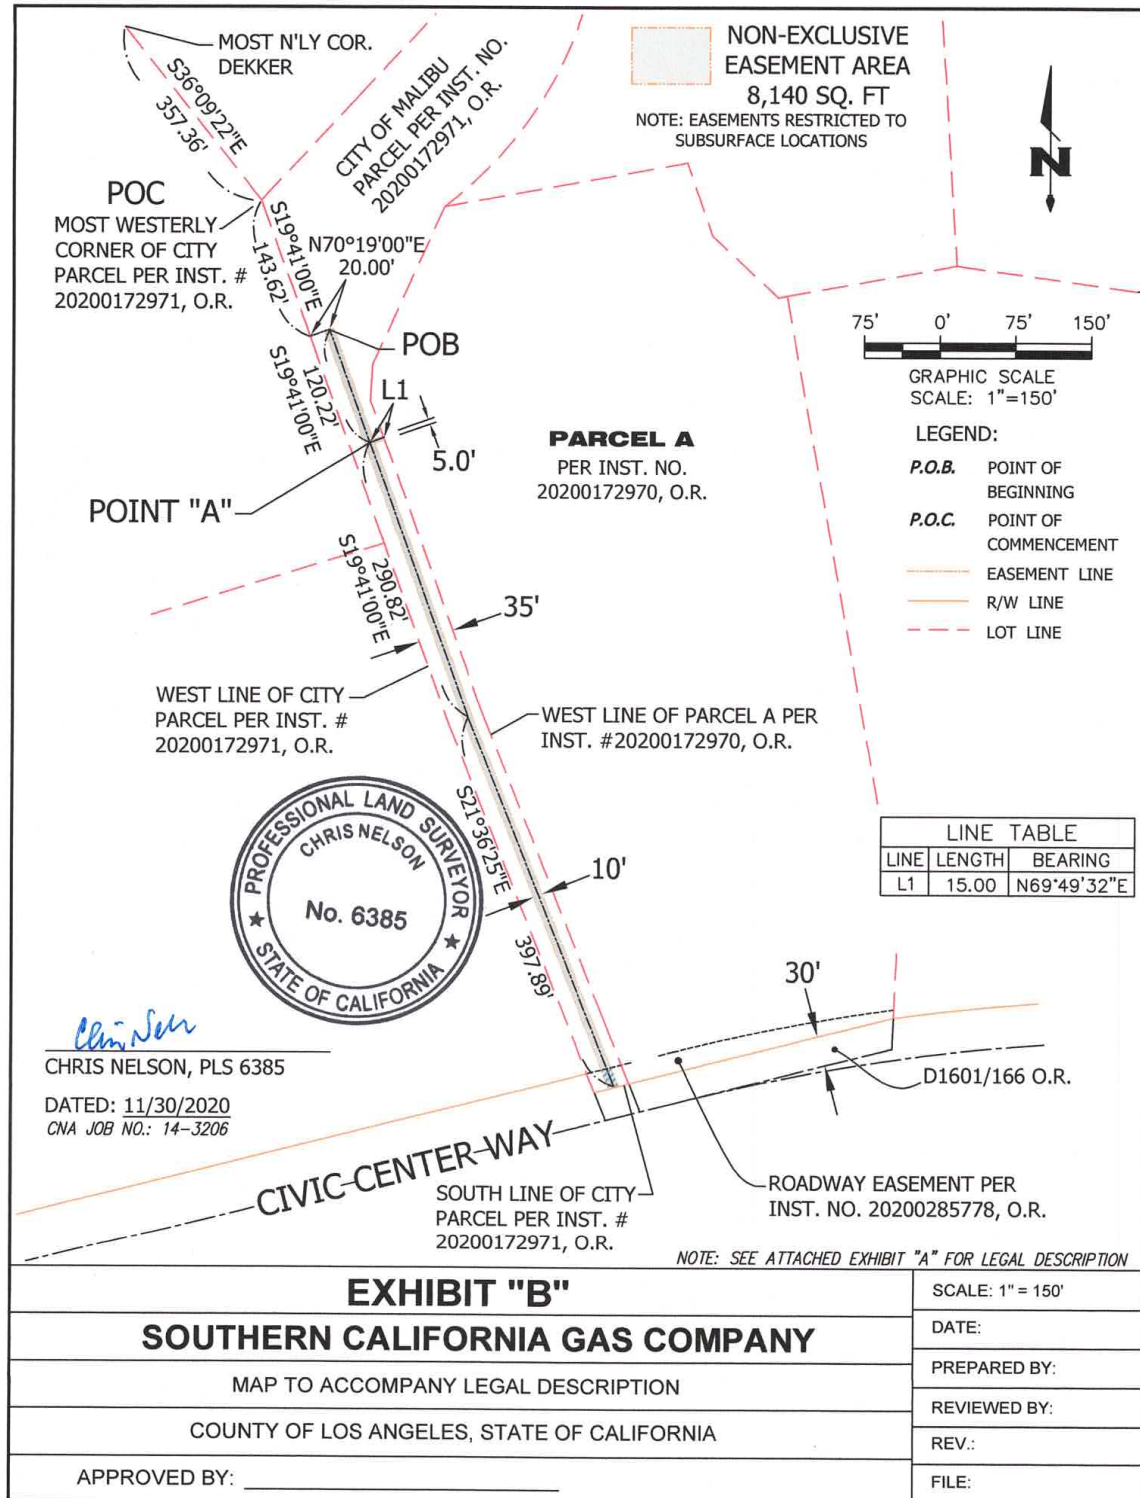 MOST N'LY COR.
DEKKER
S36°09'22"E
357.36'
CITY OF MALIBU
PARCEL PER INST. NO.
20200172971, O.R.
NON-EXCLUSIVE
EASEMENT AREA
8,140 SQ. FT
NOTE: EASEMENTS RESTRICTED TO
SUBSURFACE LOCATIONS
N
POC
MOST WESTERLY
CORNER OF CITY
PARCEL PER INST. #
20200172971, O.R.
S19°41'00"E
143.62'
N70°19'00"E
20.00'
POB
75' 0' 75' 150'
GRAPHIC SCALE
SCALE: 1"=150'
S19°41'00"E
120.22'
L1
5.0'
PARCEL A
PER INST. NO.
20200172970, O.R.
LEGEND:
P.O.B. POINT OF
BEGINNING
P.O.C. POINT OF
COMMENCEMENT
EASEMENT LINE
R/W LINE
LOT LINE
POINT "A"
290.82'
S19°41'00"E
35'
WEST LINE OF CITY
PARCEL PER INST. #
20200172971, O.R.
WEST LINE OF PARCEL A PER
INST. #20200172970, O.R.
S21°36'25"E
397.89'
10'
LINE TABLE
LINE LENGTH BEARING
L1 15.00 N69°49'32"E
PROFESSIONAL LAND SURVEYOR
CHRIS NELSON
No. 6385
STATE OF CALIFORNIA
30'
D1601/166 O.R.
Chris Nelson
CHRIS NELSON, PLS 6385
DATED: 11/30/2020
CNA JOB NO.: 14-3206
CIVIC CENTER WAY
SOUTH LINE OF CITY
PARCEL PER INST. #
20200172971, O.R.
ROADWAY EASEMENT PER
INST. NO. 20200285778, O.R.
NOTE: SEE ATTACHED EXHIBIT "A" FOR LEGAL DESCRIPTION
EXHIBIT "B"
SOUTHERN CALIFORNIA GAS COMPANY
MAP TO ACCOMPANY LEGAL DESCRIPTION
COUNTY OF LOS ANGELES, STATE OF CALIFORNIA
APPROVED BY:
SCALE: 1" = 150'
DATE:
PREPARED BY:
REVIEWED BY:
REV.:
FILE: